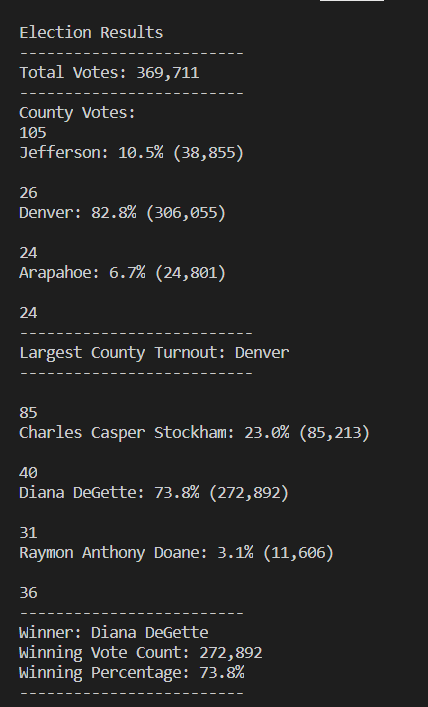 Election Results
-------------------------
Total Votes: 369,711
-------------------------
County Votes:
105
Jefferson: 10.5% (38,855)
26
Denver: 82.8% (306,055)
24
Arapahoe: 6.7% (24,801)
24
--------------------------
Largest County Turnout: Denver
--------------------------
85
Charles Casper Stockham: 23.0% (85,213)
40
Diana DeGette: 73.8% (272,892)
31
Raymon Anthony Doane: 3.1% (11,606)
36
-------------------------
Winner: Diana DeGette
Winning Vote Count: 272,892
Winning Percentage: 73.8%
-------------------------